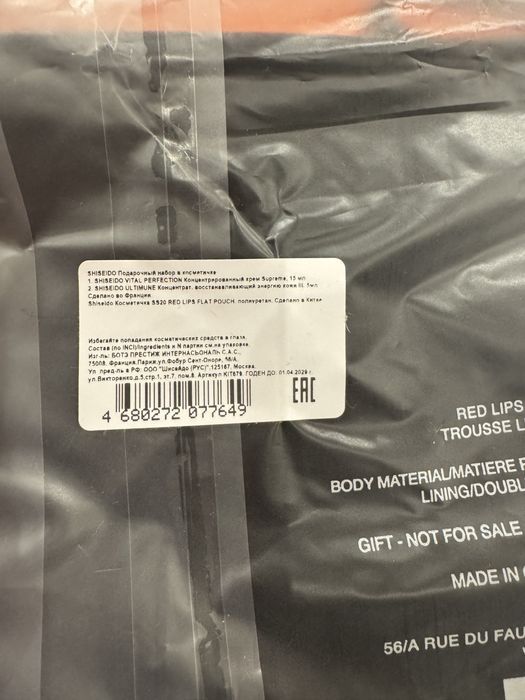 SHISEIDO Подарочный набор в косметичке
1. SHISEIDO VITAL PERFECTION Концентрированный крем Supreme, 15 мл
2. SHISEIDO ULTIMUNE Концентрат, восстанавливающий энергию кожи III, 5мл
Сделано во Франции
Shiseido Косметичка SS20 RED LIPS FLAT POUCH. полиуретан. Сделано в Китае
Избегайте попадания косметических средств в глаза.
Состав (по INCI)/Ingredients и N партии см.на упаковке.
Изг-ль: БОТЭ ПРЕСТИЖ ИНТЕРНАСЬОНАЛЬ С.А.С.,
75008, Франция,Париж,ул.Фобур Сент-Оноре, 56/А.
Уп. пред-ль в РФ: ООО "Шисейдо (РУС)",125167, Москва,
ул.Викторенко,д.5,стр.1, эт.7, пом.8. Артикул KIT679. ГОДЕН ДО: 01.04.2029 г.
EAC
4 680272 077649
RED LIPS
TROUSSE L
BODY MATERIAL/MATIERE P
LINING/DOUBL
GIFT - NOT FOR SALE
MADE IN
56/A RUE DU FAU